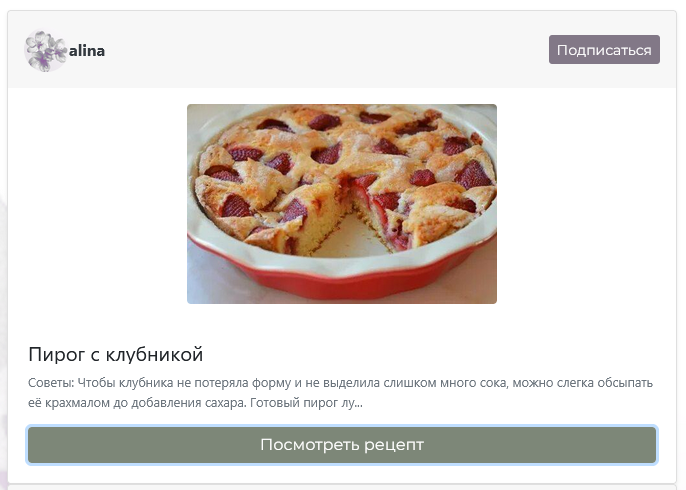 alina
Подписаться
Пирог с клубникой
Советы: Чтобы клубника не потеряла форму и не выделила слишком много сока, можно слегка обсыпать
её крахмалом до добавления сахара. Готовый пирог лу...
Посмотреть рецепт